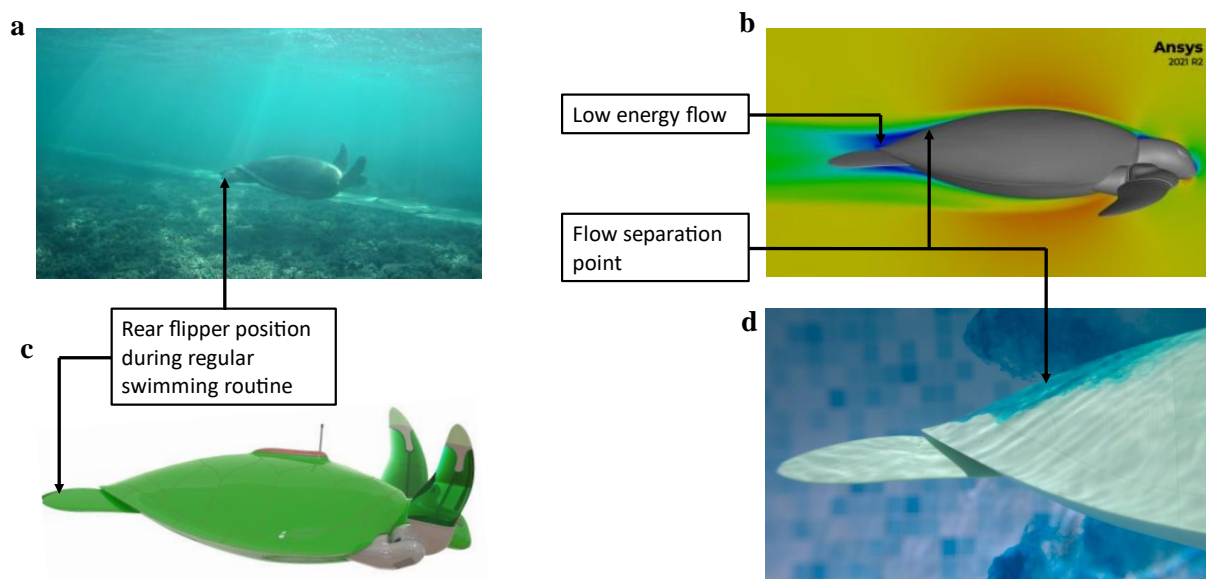 a
b
Ansys
2021 R2
Low energy flow
Flow separation
point
Rear flipper position
during regular
swimming routine
c
d